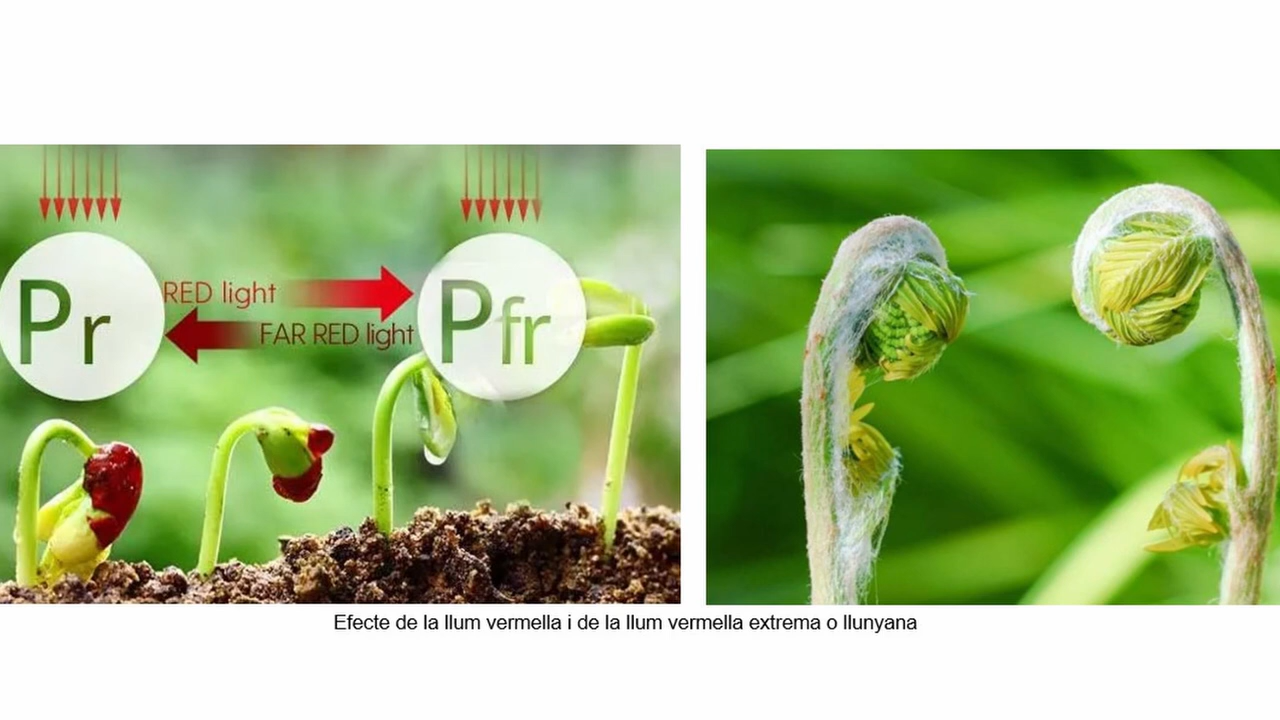 Pr
RED light
FAR RED light
Pfr
Efecte de la llum vermella i de la llum vermella extrema o llunyana